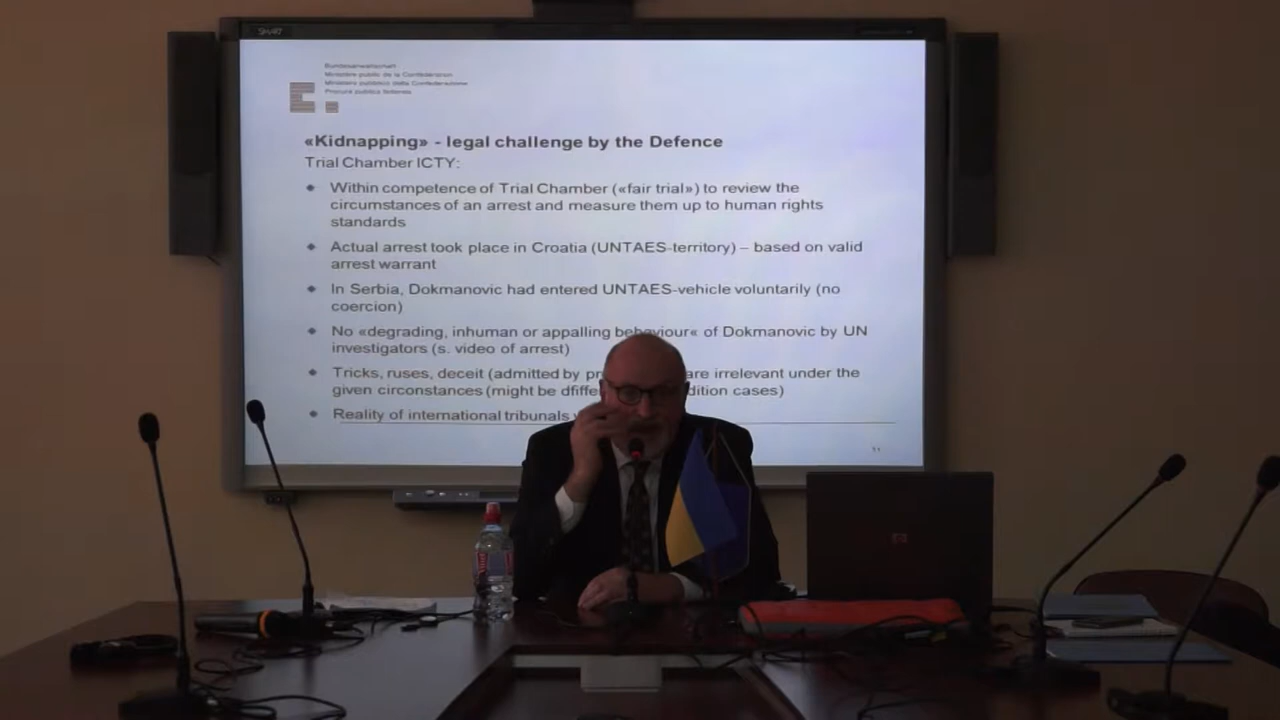 SMART
Bundesanwaltschaft
Ministère public de la Confédération
Ministero pubblico della Confederazione
Procura publica federala
«Kidnapping» - legal challenge by the Defence
Trial Chamber ICTY:
Within competence of Trial Chamber («fair trial») to review the
circumstances of an arrest and measure them up to human rights
standards
Actual arrest took place in Croatia (UNTAES-territory) – based on valid
arrest warrant
In Serbia, Dokmanovic had entered UNTAES-vehicle voluntarily (no
coercion)
No «degrading, inhuman or appalling behaviour« of Dokmanovic by UN
investigators (s. video of arrest)
Tricks, ruses, deceit (admitted by are irrelevant under the
given circonstances (might be cases)
Reality of international tribunals
hp